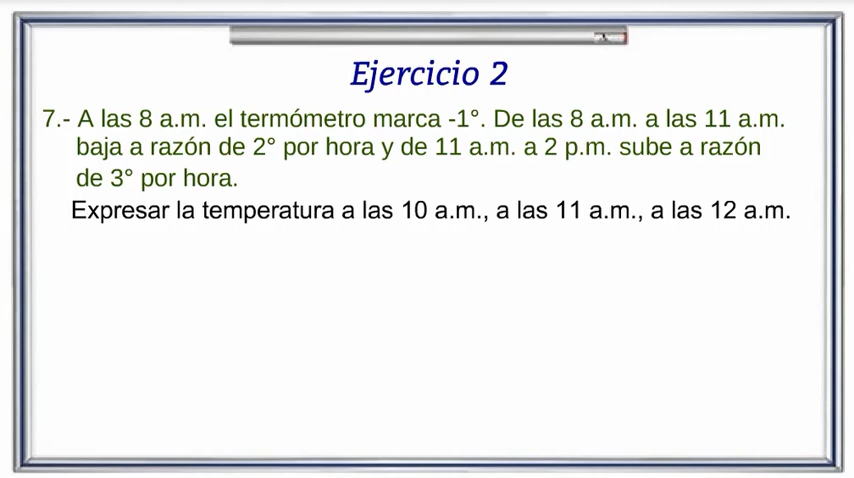 Ejercicio 2
7.- A las 8 a.m. el termómetro marca -1°. De las 8 a.m. a las 11 a.m.
baja a razón de 2° por hora y de 11 a.m. a 2 p.m. sube a razón
de 3° por hora.
Expresar la temperatura a las 10 a.m., a las 11 a.m., a las 12 a.m.